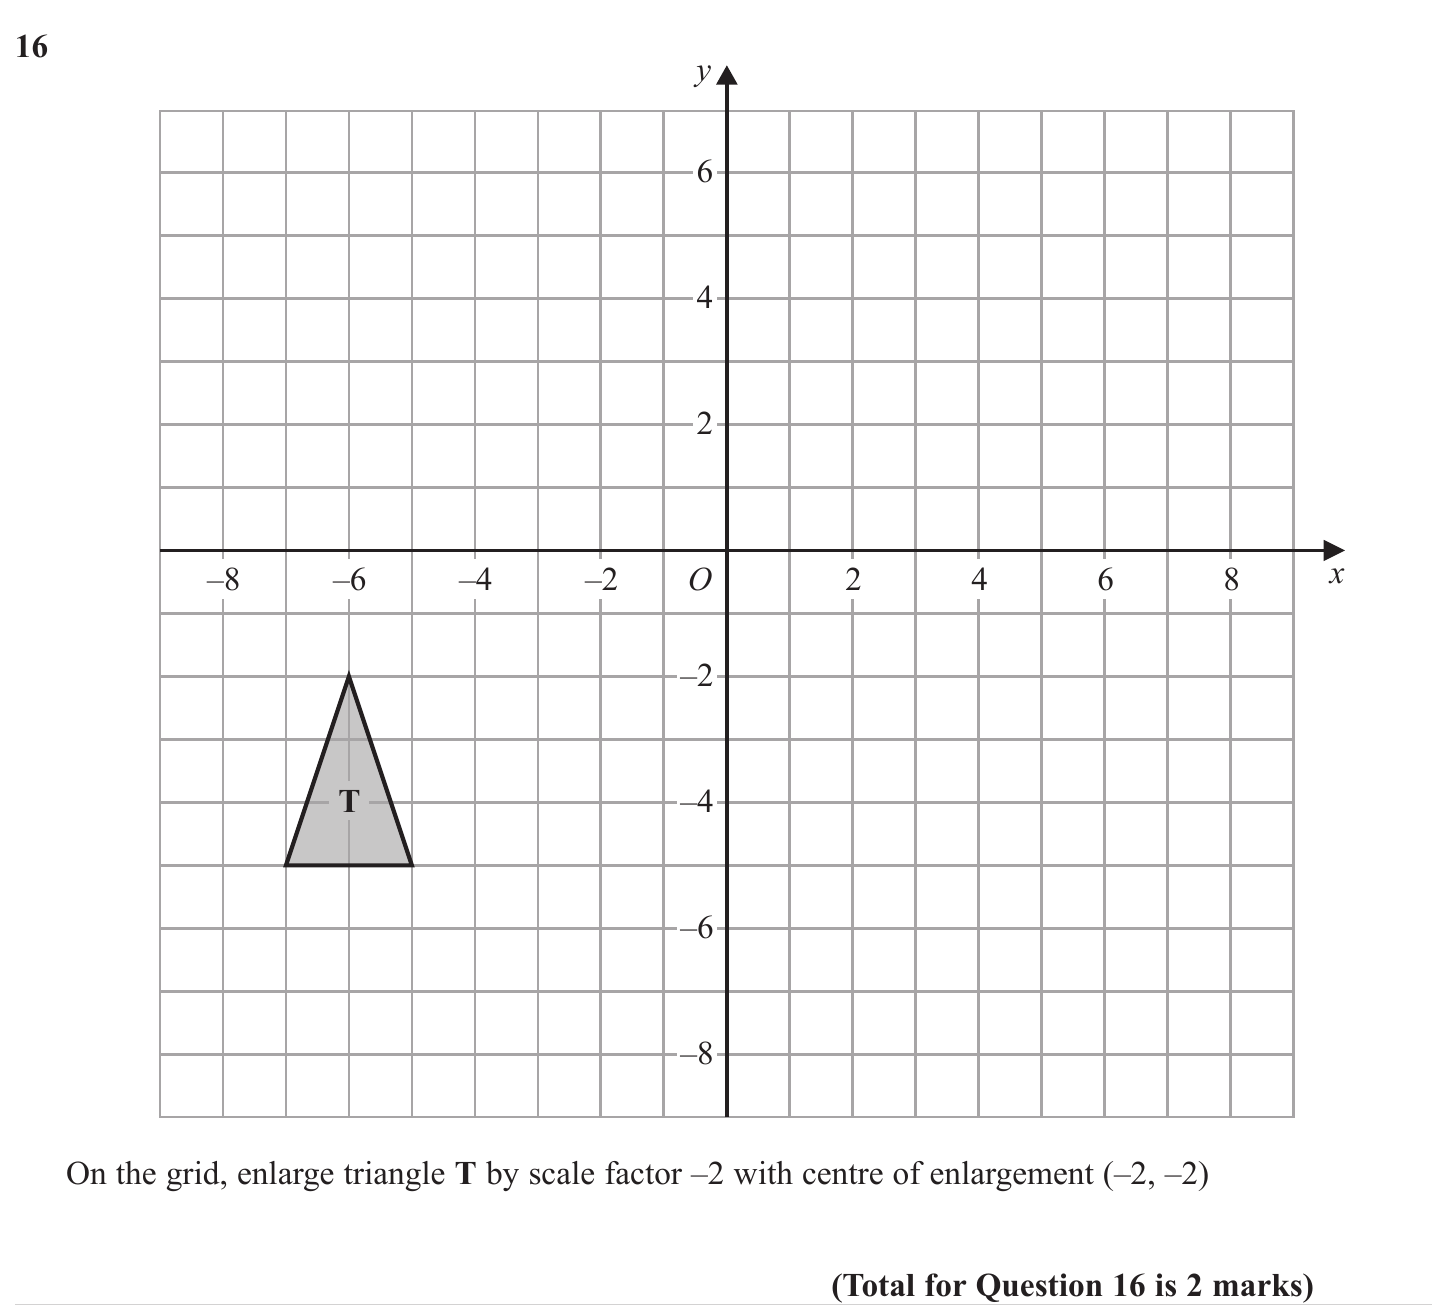 16
y
6
4
2
–8 –6 –4 –2 O 2 4 6 8 x
–2
T –4
–6
–8
On the grid, enlarge triangle T by scale factor –2 with centre of enlargement (–2, –2)
(Total for Question 16 is 2 marks)